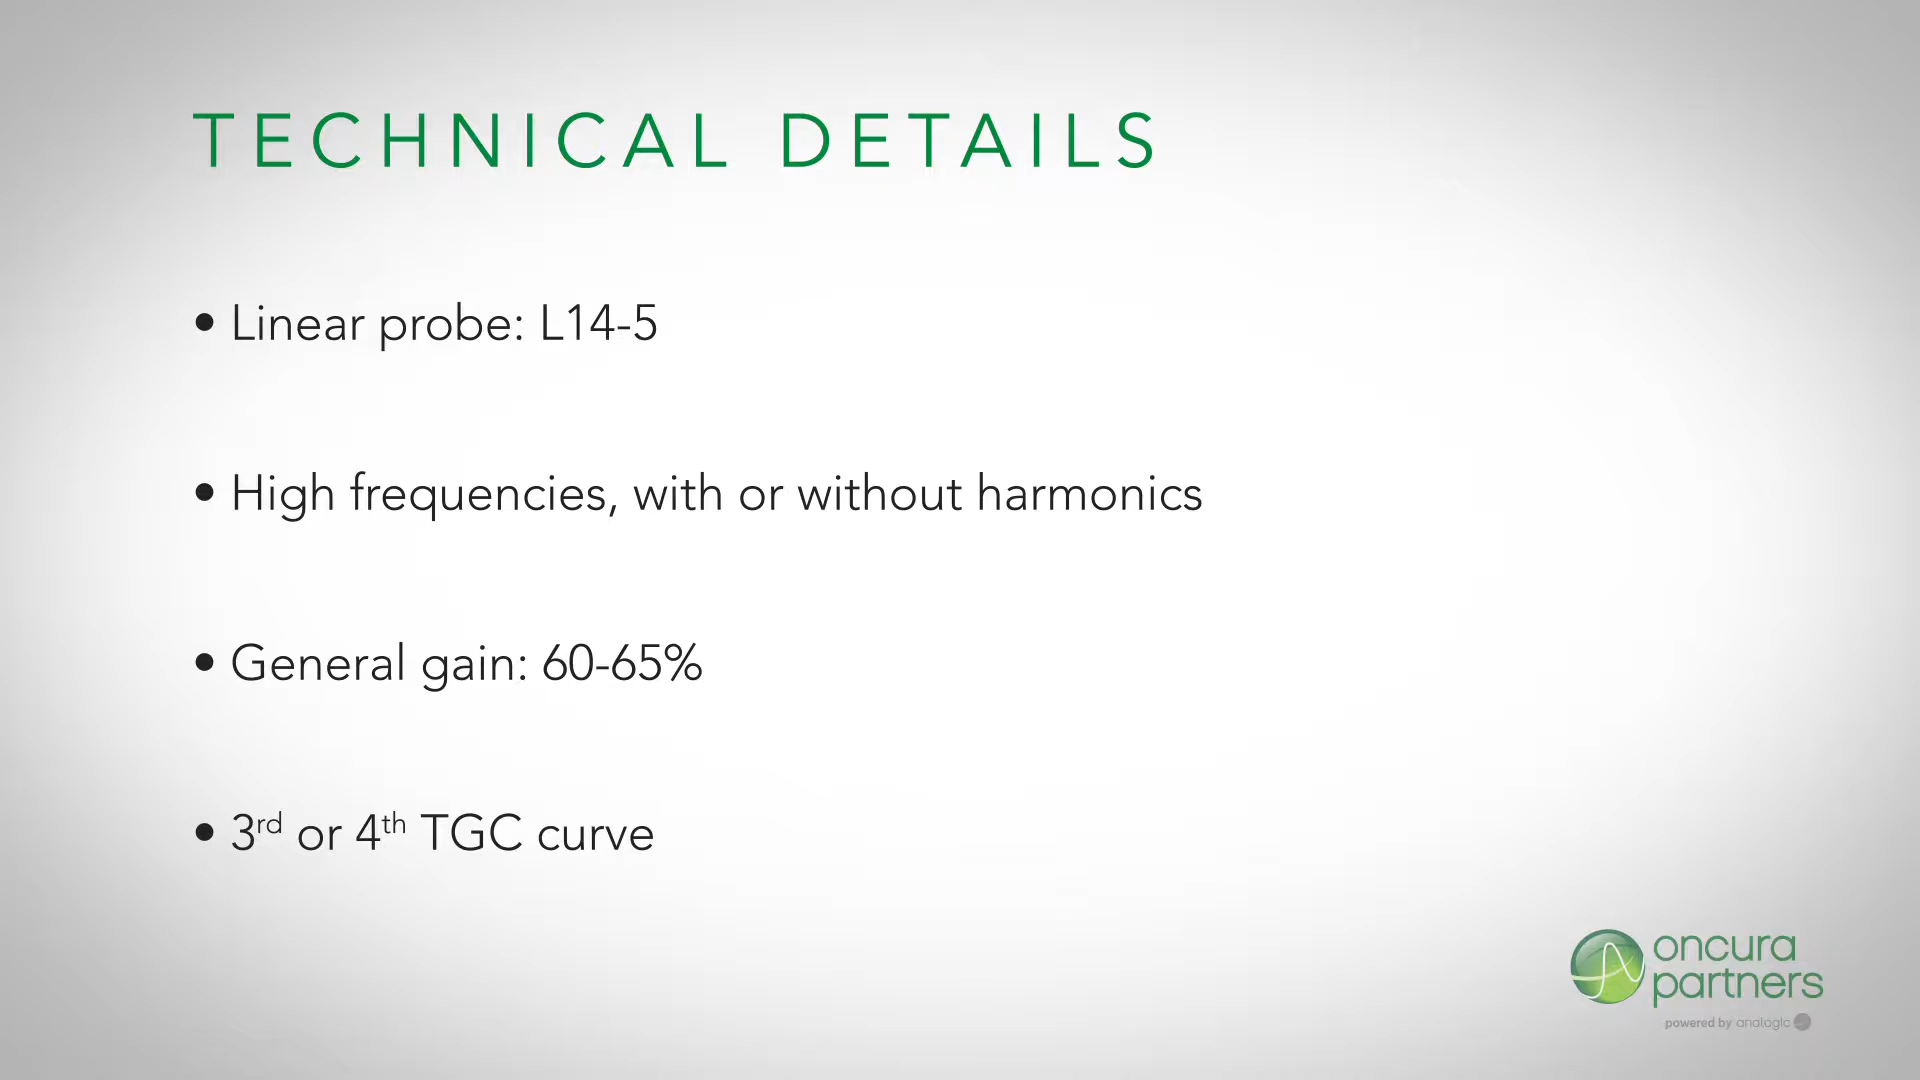 TECHNICAL DETAILS
• Linear probe: L14-5
• High frequencies, with or without harmonics
• General gain: 60-65%
• 3rd or 4th TGC curve
oncura
partners
powered by analogic